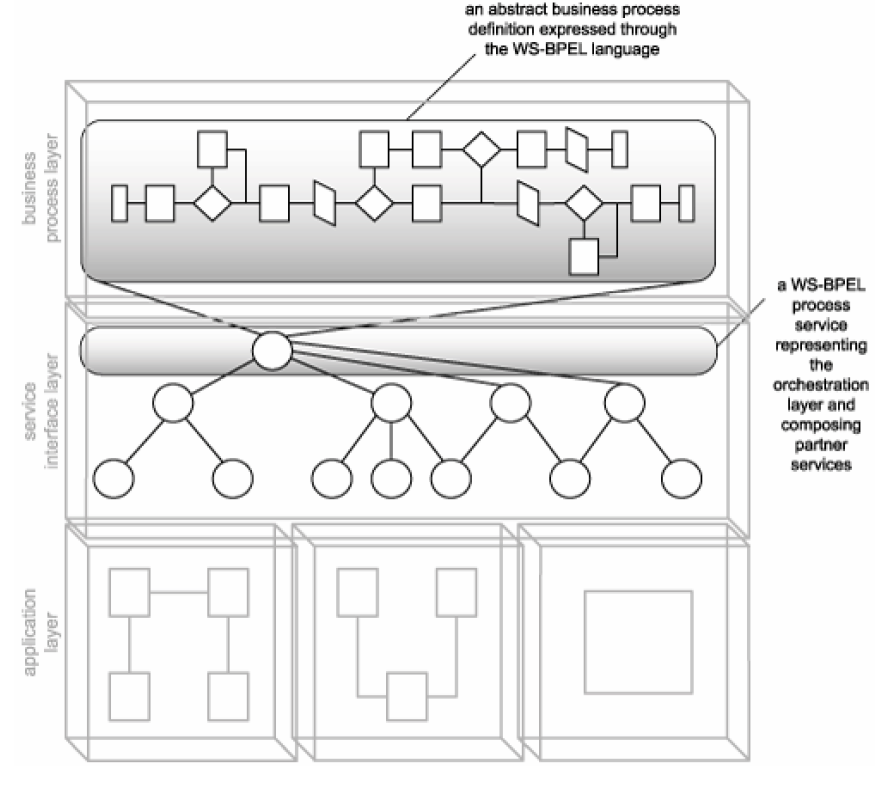 an abstract business process
definition expressed through
the WS-BPEL language
business
process layer
a WS-BPEL
process
service
representing
the
orchestration
layer and
composing
partner
services
service
interface layer
application
layer